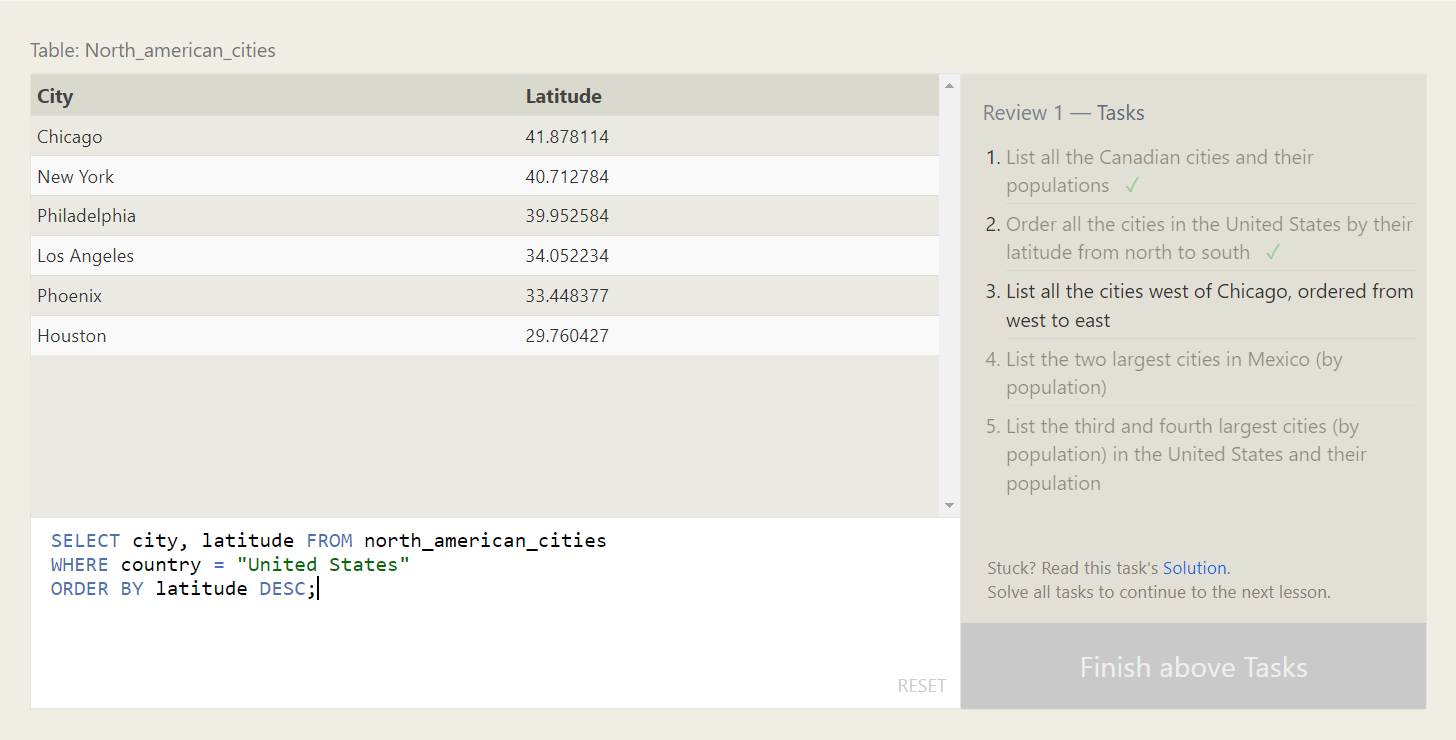 Table: North_american_cities
City Latitude
Chicago 41.878114
New York 40.712784
Philadelphia 39.952584
Los Angeles 34.052234
Phoenix 33.448377
Houston 29.760427
SELECT city, latitude FROM north_american_cities
WHERE country = "United States"
ORDER BY latitude DESC;
RESET
Review 1 — Tasks
1. List all the Canadian cities and their
populations ✓
2. Order all the cities in the United States by their
latitude from north to south ✓
3. List all the cities west of Chicago, ordered from
west to east
4. List the two largest cities in Mexico (by
population)
5. List the third and fourth largest cities (by
population) in the United States and their
population
Stuck? Read this task's Solution.
Solve all tasks to continue to the next lesson.
Finish above Tasks